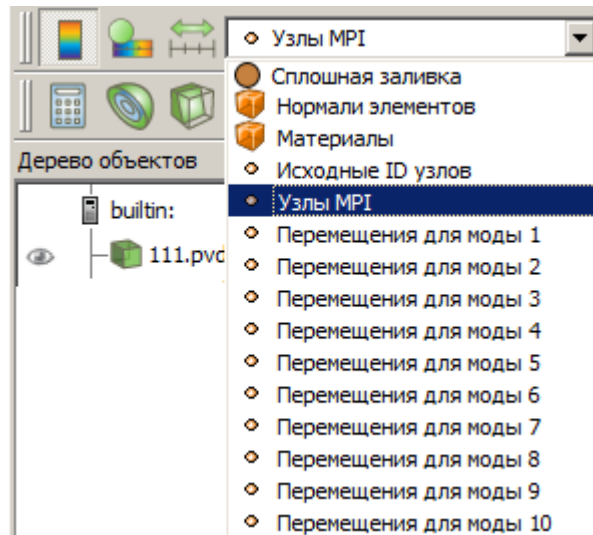 Узлы MPI
Сплошная заливка
Нормали элементов
Материалы
Дерево объектов
Исходные ID узлов
Узлы MPI
builtin:
Перемещения для моды 1
111.pvd
Перемещения для моды 2
Перемещения для моды 3
Перемещения для моды 4
Перемещения для моды 5
Перемещения для моды 6
Перемещения для моды 7
Перемещения для моды 8
Перемещения для моды 9
Перемещения для моды 10